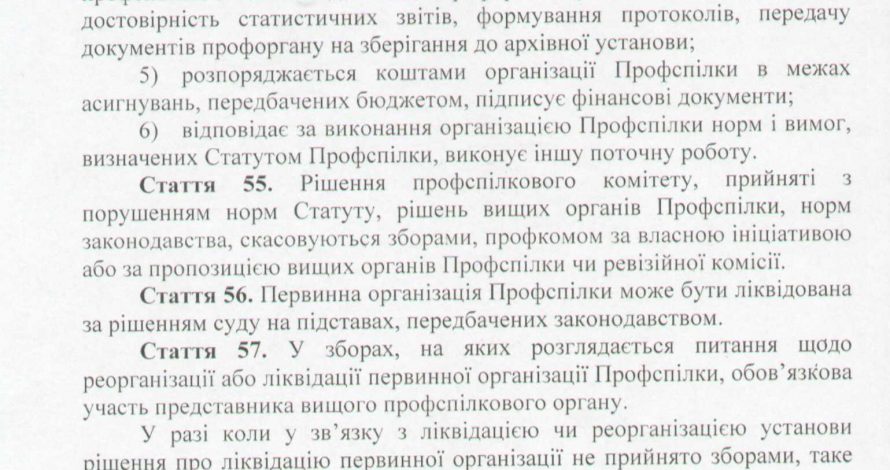 достовірність статистичних звітів, формування протоколів, передачу
документів профоргану на зберігання до архівної установи;
5) розпоряджається коштами організації Профспілки в межах
асигнувань, передбачених бюджетом, підписує фінансові документи;
6) відповідає за виконання організацією Профспілки норм і вимог,
визначених Статутом Профспілки, виконує іншу поточну роботу.
Стаття 55. Рішення профспілкового комітету, прийняті з
порушенням норм Статуту, рішень вищих органів Профспілки, норм
законодавства, скасовуються зборами, профкомом за власною ініціативою
або за пропозицією вищих органів Профспілки чи ревізійної комісії.
Стаття 56. Первинна організація Профспілки може бути ліквідована
за рішенням суду на підставах, передбачених законодавством.
Стаття 57. У зборах, на яких розглядається питання щодо
реорганізації або ліквідації первинної організації Профспілки, обов’язкова
участь представника вищого профспілкового органу.
У разі коли у зв’язку з ліквідацією чи реорганізацією установи
рішення про ліквідацію первинної організації не прийнято зборами, таке